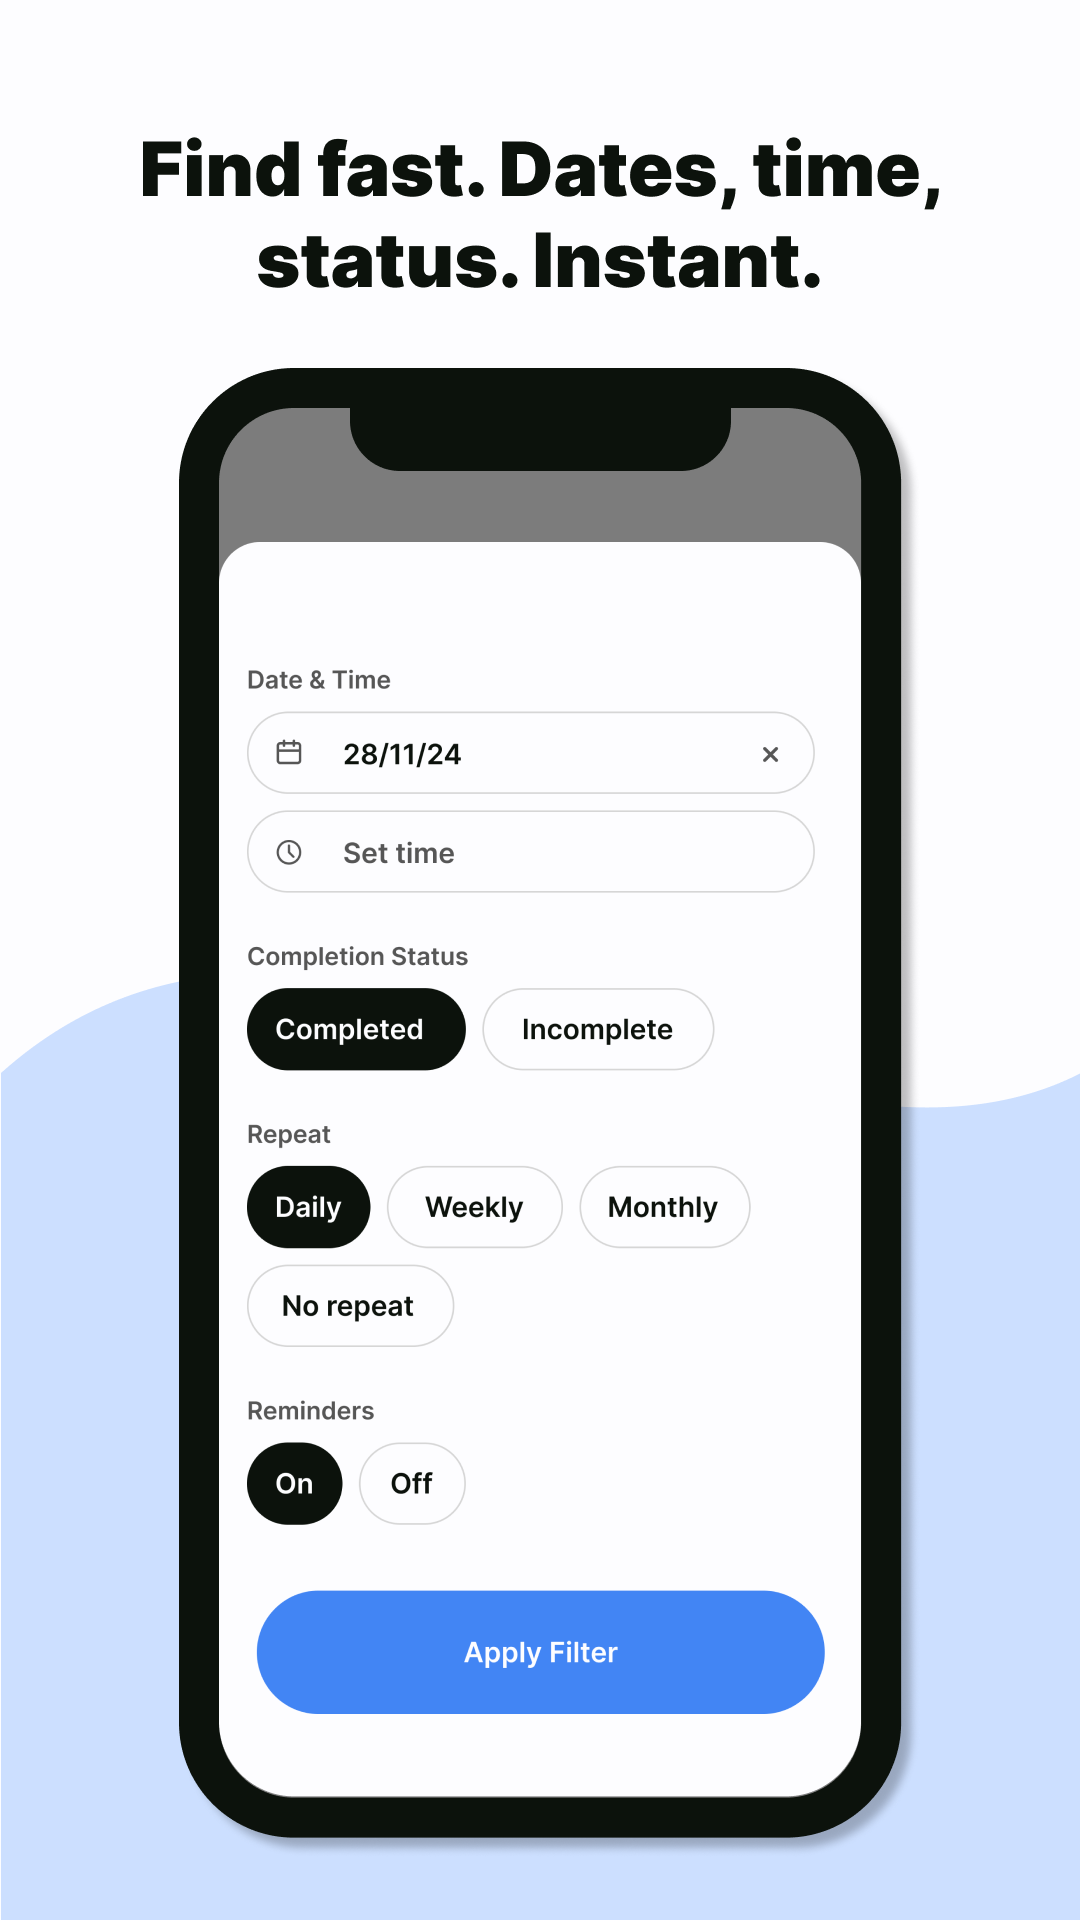 Find fast. Dates, time,
status. Instant.
Date & Time
28/11/24
Set time
Completion Status
Completed Incomplete
Repeat
Daily Weekly Monthly
No repeat
Reminders
On Off
Apply Filter